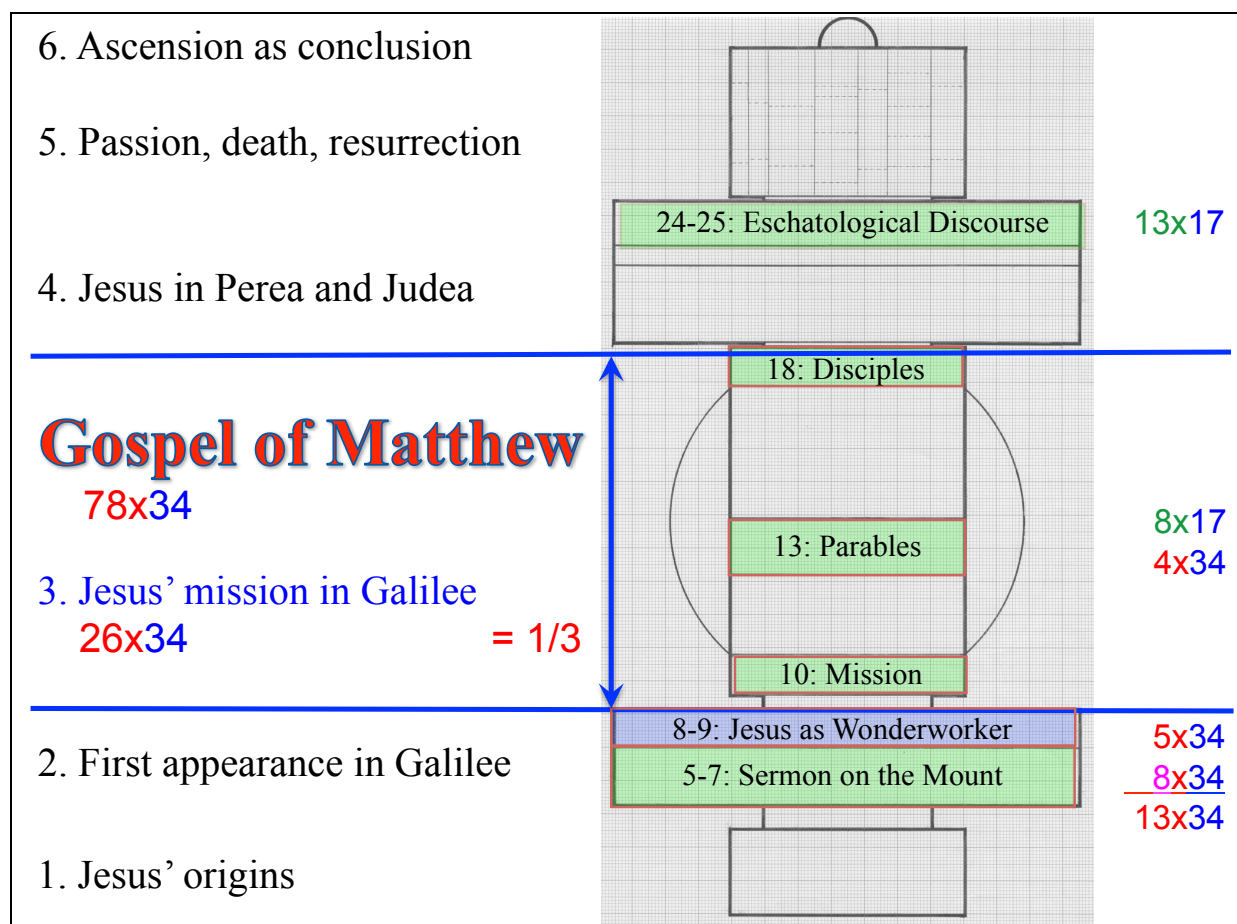 6. Ascension as conclusion
5. Passion, death, resurrection
24-25: Eschatological Discourse
13x17
4. Jesus in Perea and Judea
18: Disciples
Gospel of Matthew
78x34
13: Parables
8x17
4x34
3. Jesus’ mission in Galilee
26x34 = 1/3
10: Mission
8-9: Jesus as Wonderworker
5x34
2. First appearance in Galilee
5-7: Sermon on the Mount
8x34
13x34
1. Jesus’ origins